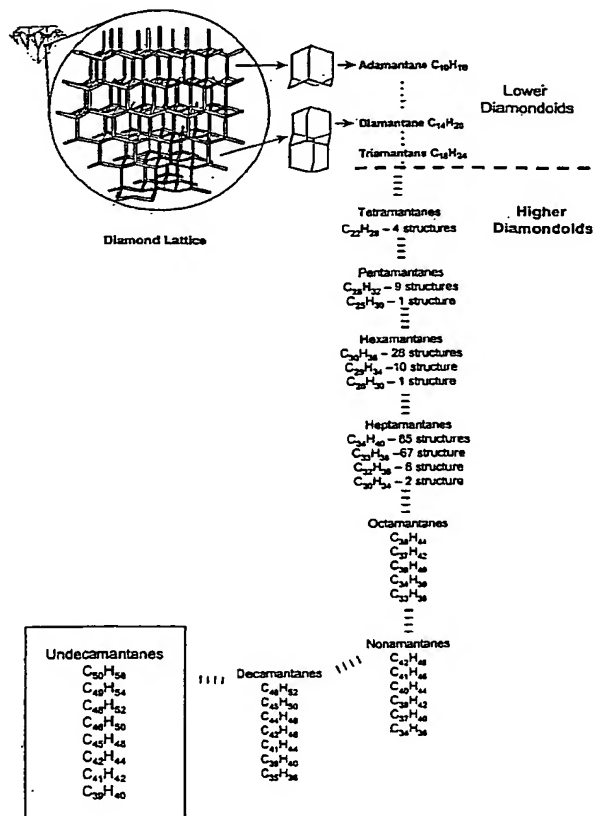 Adamantane C10H16
Lower
Diamondoids
Diamantane C14H20
Triamantane C18H24
Diamond Lattice
Tetramantanes
C22H28 – 4 structures
Higher
Diamondoids
Pentamantanes
C26H32 – 9 structures
C25H30 – 1 structure
Hexamantanes
C30H36 – 28 structures
C29H34 –10 structure
C26H30 – 1 structure
Heptamantanes
C34H40 – structures
C33H38 –67 structure
C32H36 – 6 structure
C30H34 – 2 structure
Octamantanes
C38H44
C37H42
C36H40
C34H38
C33H36
Nonamantanes
C42H48
C41H46
C40H44
C38H42
C37H40
C34H36
Decamantanes
C46H52
C45H50
C44H48
C42H46
C41H44
C38H40
C35H36
Undecamantanes
C50H56
C49H54
C48H52
C46H50
C45H48
C42H44
C41H42
C39H40